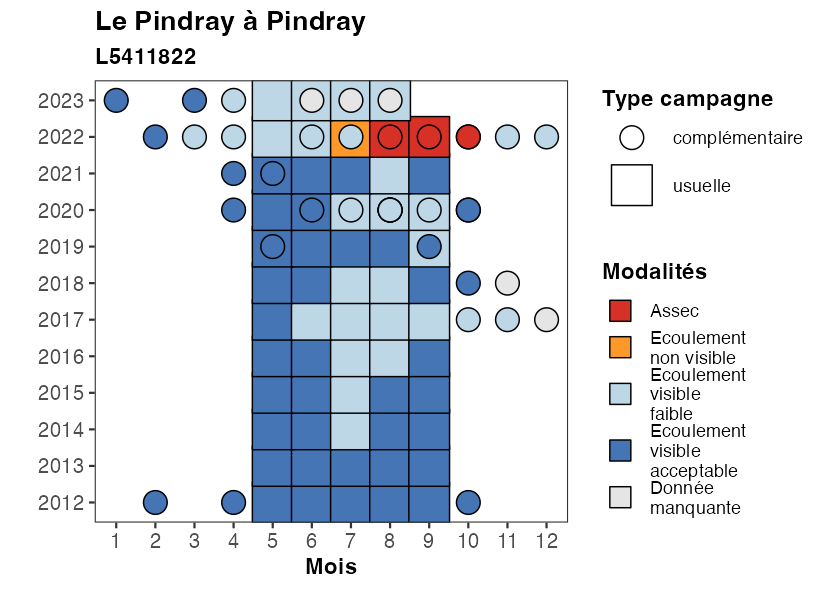 Le Pindray à Pindray
L5411822
2023
2022
2021
2020
2019
2018
2017
2016
2015
2014
2013
2012
1 2 3 4 5 6 7 8 9 10 11 12
Mois
Type campagne
complémentaire
usuelle
Modalités
Assec
Ecoulement
non visible
Ecoulement
visible
faible
Ecoulement
visible
acceptable
Donnée
manquante